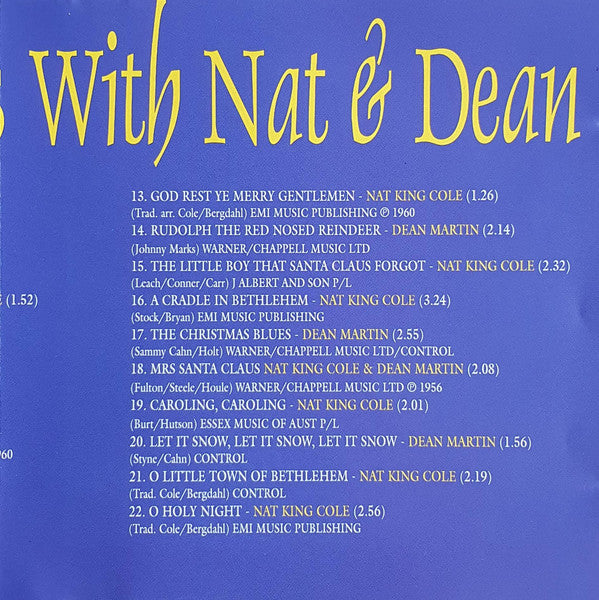 With Nat & Dean
13. GOD REST YE MERRY GENTLEMEN - NAT KING COLE (1.26)
(Trad. arr. Cole/Bergdahl) EMI MUSIC PUBLISHING ℗ 1960
14. RUDOLPH THE RED NOSED REINDEER - DEAN MARTIN (2.14)
(Johnny Marks) WARNER/CHAPPELL MUSIC LTD
15. THE LITTLE BOY THAT SANTA CLAUS FORGOT - NAT KING COLE (2.32)
(Leach/Conner/Carr) J ALBERT AND SON P/L
(1.52)
16. A CRADLE IN BETHLEHEM - NAT KING COLE (3.24)
(Stock/Bryan) EMI MUSIC PUBLISHING
17. THE CHRISTMAS BLUES - DEAN MARTIN (2.55)
(Sammy Cahn/Holt) WARNER/CHAPPELL MUSIC LTD/CONTROL
18. MRS SANTA CLAUS NAT KING COLE & DEAN MARTIN (2.08)
(Fulton/Steele/Houle) WARNER/CHAPPELL MUSIC LTD ℗ 1956
19. CAROLING, CAROLING - NAT KING COLE (2.01)
(Burt/Hutson) ESSEX MUSIC OF AUST P/L
20. LET IT SNOW, LET IT SNOW, LET IT SNOW - DEAN MARTIN (1.56)
(Styne/Cahn) CONTROL
960
21. O LITTLE TOWN OF BETHLEHEM - NAT KING COLE (2.19)
(Trad. Cole/Bergdahl) CONTROL
22. O HOLY NIGHT - NAT KING COLE (2.56)
(Trad. Cole/Bergdahl) EMI MUSIC PUBLISHING